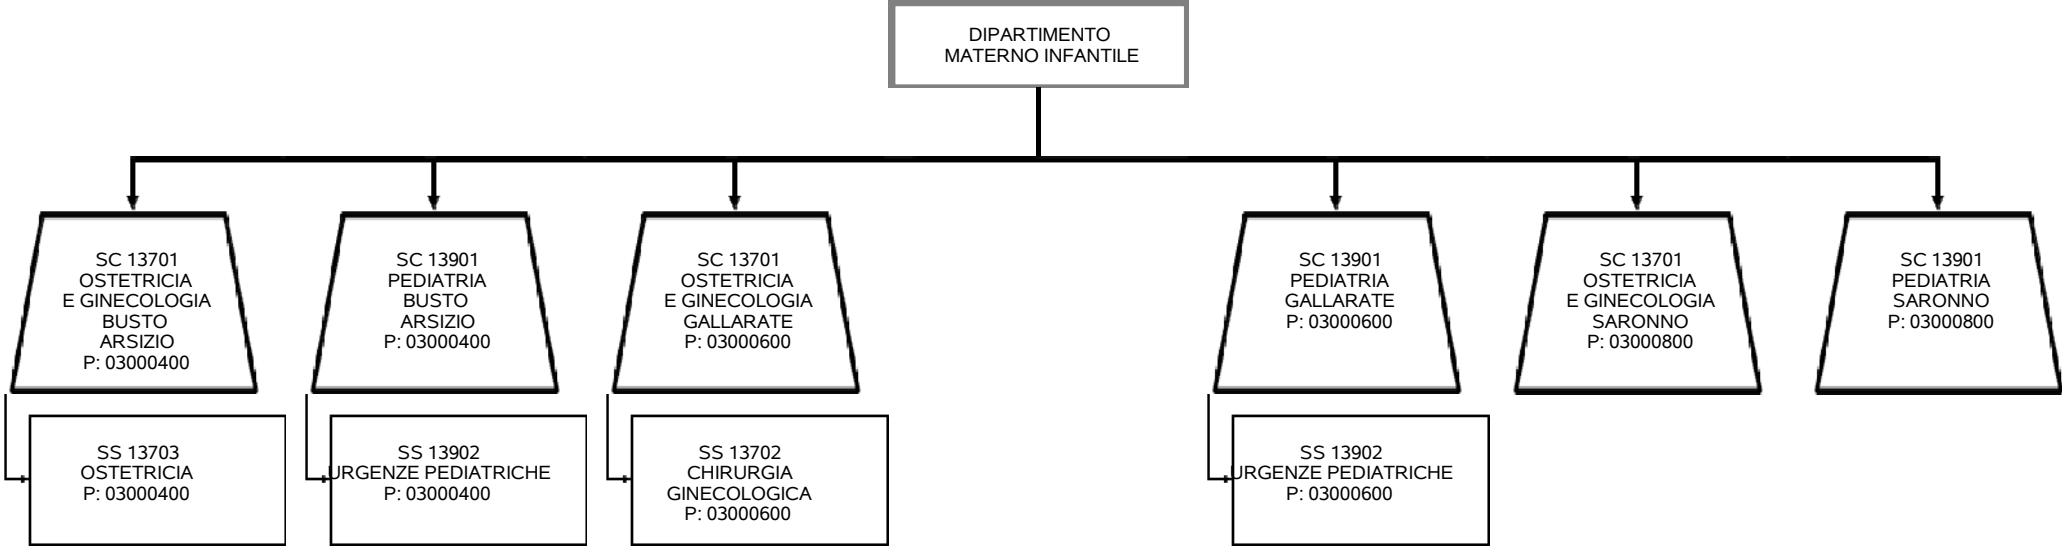 DIPARTIMENTO
MATERNO INFANTILE
SC 13701
OSTETRICIA
E GINECOLOGIA
BUSTO
ARSIZIO
P: 03000400
SC 13901
PEDIATRIA
BUSTO
ARSIZIO
P: 03000400
SC 13701
OSTETRICIA
E GINECOLOGIA
GALLARATE
P: 03000600
SC 13901
PEDIATRIA
GALLARATE
P: 03000600
SC 13701
OSTETRICIA
E GINECOLOGIA
SARONNO
P: 03000800
SC 13901
PEDIATRIA
SARONNO
P: 03000800
SS 13703
OSTETRICIA
P: 03000400
SS 13902
URGENZE PEDIATRICHE
P: 03000400
SS 13702
CHIRURGIA
GINECOLOGICA
P: 03000600
SS 13902
URGENZE PEDIATRICHE
P: 03000600